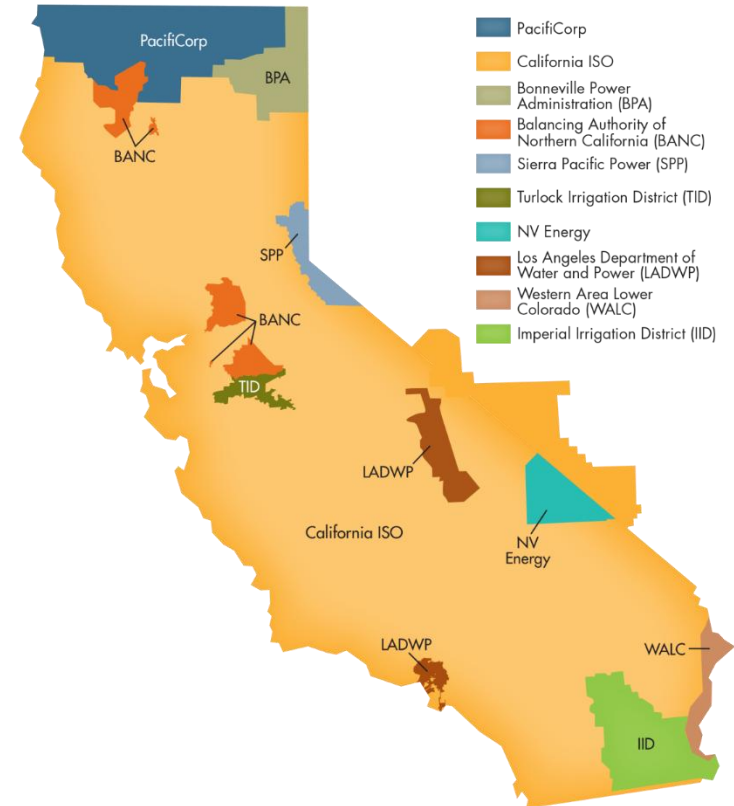 PacifiCorp
BPA
BANC
SPP
BANC
TID
LADWP
California ISO
NV
Energy
LADWP
WALC
IID
PacifiCorp
California ISO
Bonneville Power
Administration (BPA)
Balancing Authority of
Northern California (BANC)
Sierra Pacific Power (SPP)
Turlock Irrigation District (TID)
NV Energy
Los Angeles Department of
Water and Power (LADWP)
Western Area Lower
Colorado (WALC)
Imperial Irrigation District (IID)